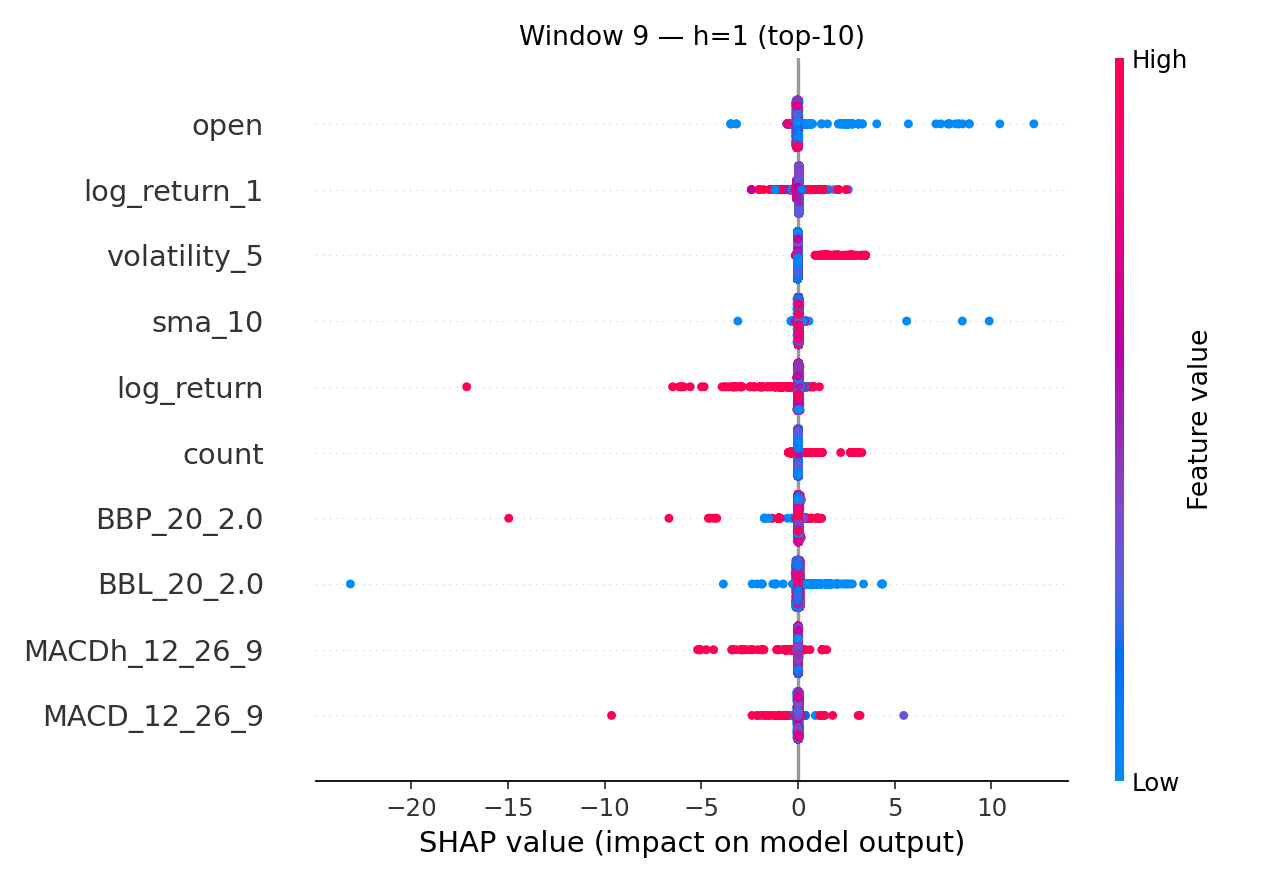 Window 9 — h=1 (top-10)
High
open
log_return_1
volatility_5
sma_10
log_return
count
BBP_20_2.0
BBL_20_2.0
MACDh_12_26_9
MACD_12_26_9
Feature value
Low
−20 −15 −10 −5 0 5 10
SHAP value (impact on model output)